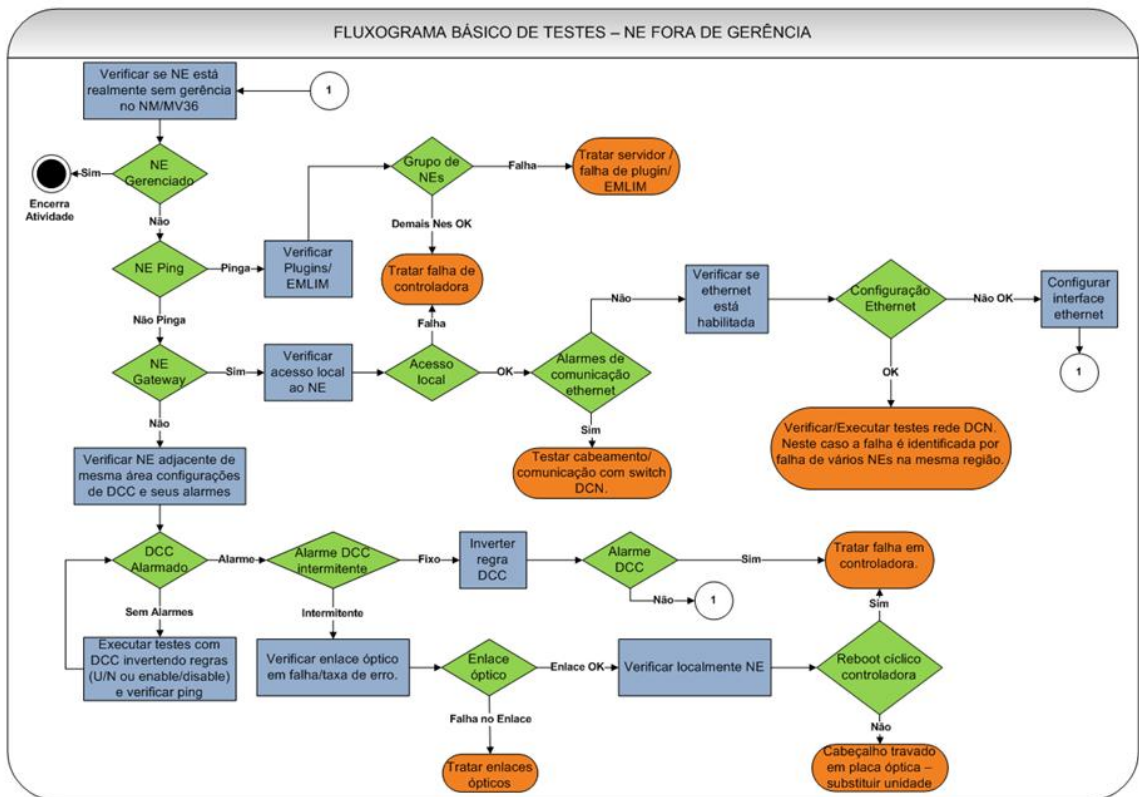 FLUXOGRAMA BÁSICO DE TESTES – NE FORA DE GERÊNCIA
Verificar se NE está
realmente sem gerência
no NM/MV36
1
NE
Gerenciado
Sim
Encerra
Atividade
Não
Grupo de
NEs
Falha
Tratar servidor /
falha de plugin/
EMLIM
Demais Nes OK
NE Ping
Pinga
Verificar
Plugins/
EMLIM
Tratar falha de
controladora
Não Pinga
Falha
NE
Gateway
Sim
Verificar
acesso local
ao NE
Acesso
local
OK
Alarmes de
comunicação
ethernet
Não
Verificar se
ethernet
está
habilitada
Configuração
Ethernet
Não OK
Configurar
interface
ethernet
1
OK
Verificar/Executar testes rede DCN.
Neste caso a falha é identificada por
falha de vários NEs na mesma região.
Sim
Testar cabeamento/
comunicação com switch
DCN.
Não
Verificar NE adjacente de
mesma área configurações
de DCC e seus alarmes
DCC
Alarmado
Alarme
Alarme DCC
intermitente
Fixo
Inverter
regra
DCC
Alarme
DCC
Sim
Tratar falha em
controladora.
Não
1
Sem Alarmes
Executar testes com
DCC invertendo regras
(U/N ou enable/disable)
e verificar ping
Intermitente
Verificar enlace óptico
em falha/taxa de erro.
Enlace
óptico
Enlace OK
Verificar localmente NE
Reboot cíclico
controladora
Sim
Falha no Enlace
Tratar enlaces
ópticos
Não
Cabeçalho travado
em placa óptica –
substituir unidade